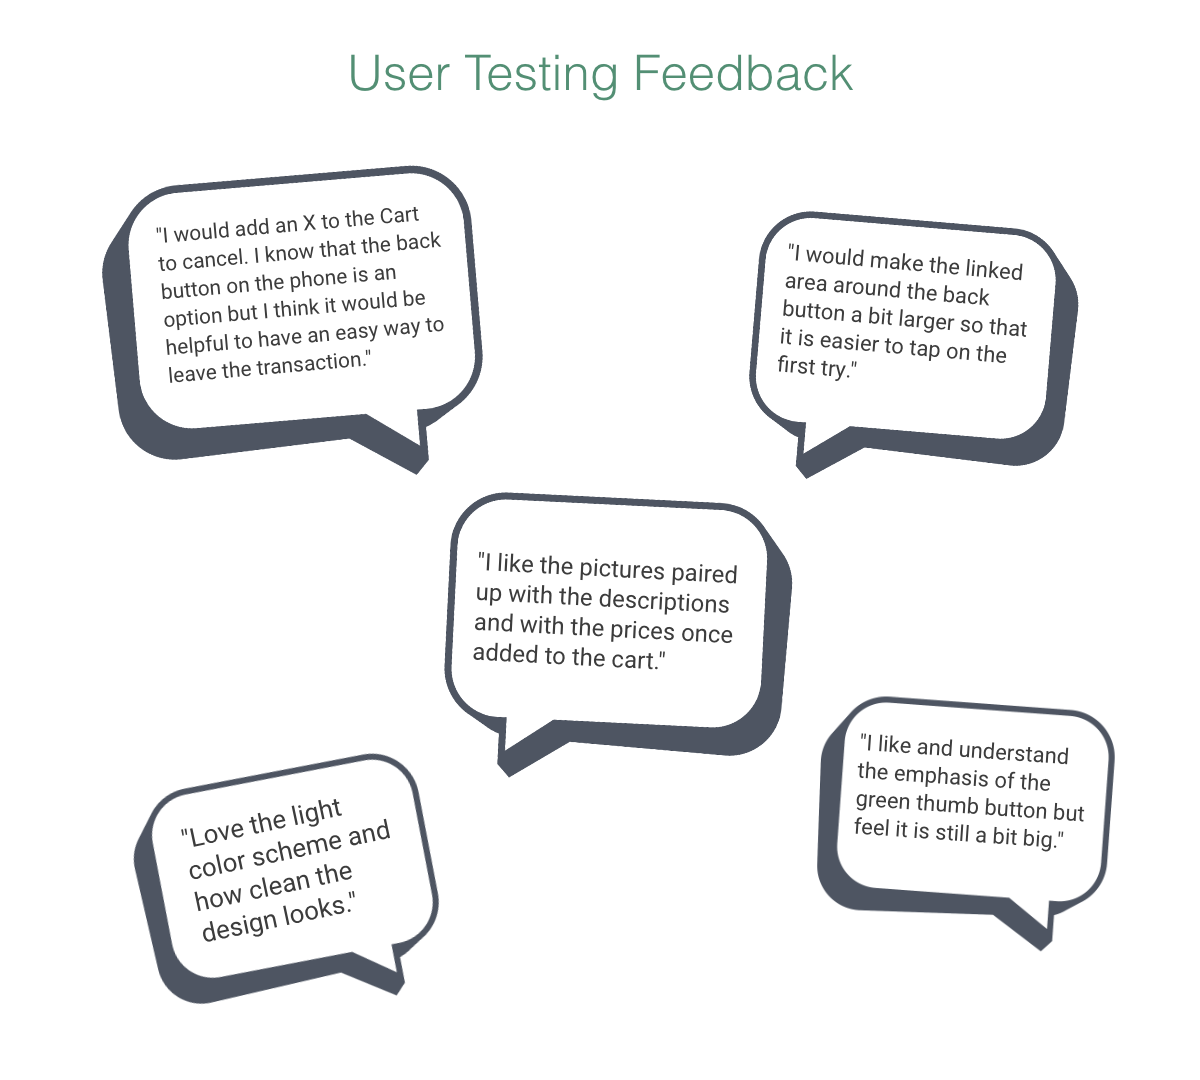 User Testing Feedback
"I would add an X to the Cart
to cancel. I know that the back
button on the phone is an
option but I think it would be
helpful to have an easy way to
leave the transaction."
"I would make the linked
area around the back
button a bit larger so that
it is easier to tap on the
first try."
"I like the pictures paired
up with the descriptions
and with the prices once
added to the cart."
"Love the light
color scheme and
how clean the
design looks."
"I like and understand
the emphasis of the
green thumb button but
feel it is still a bit big."